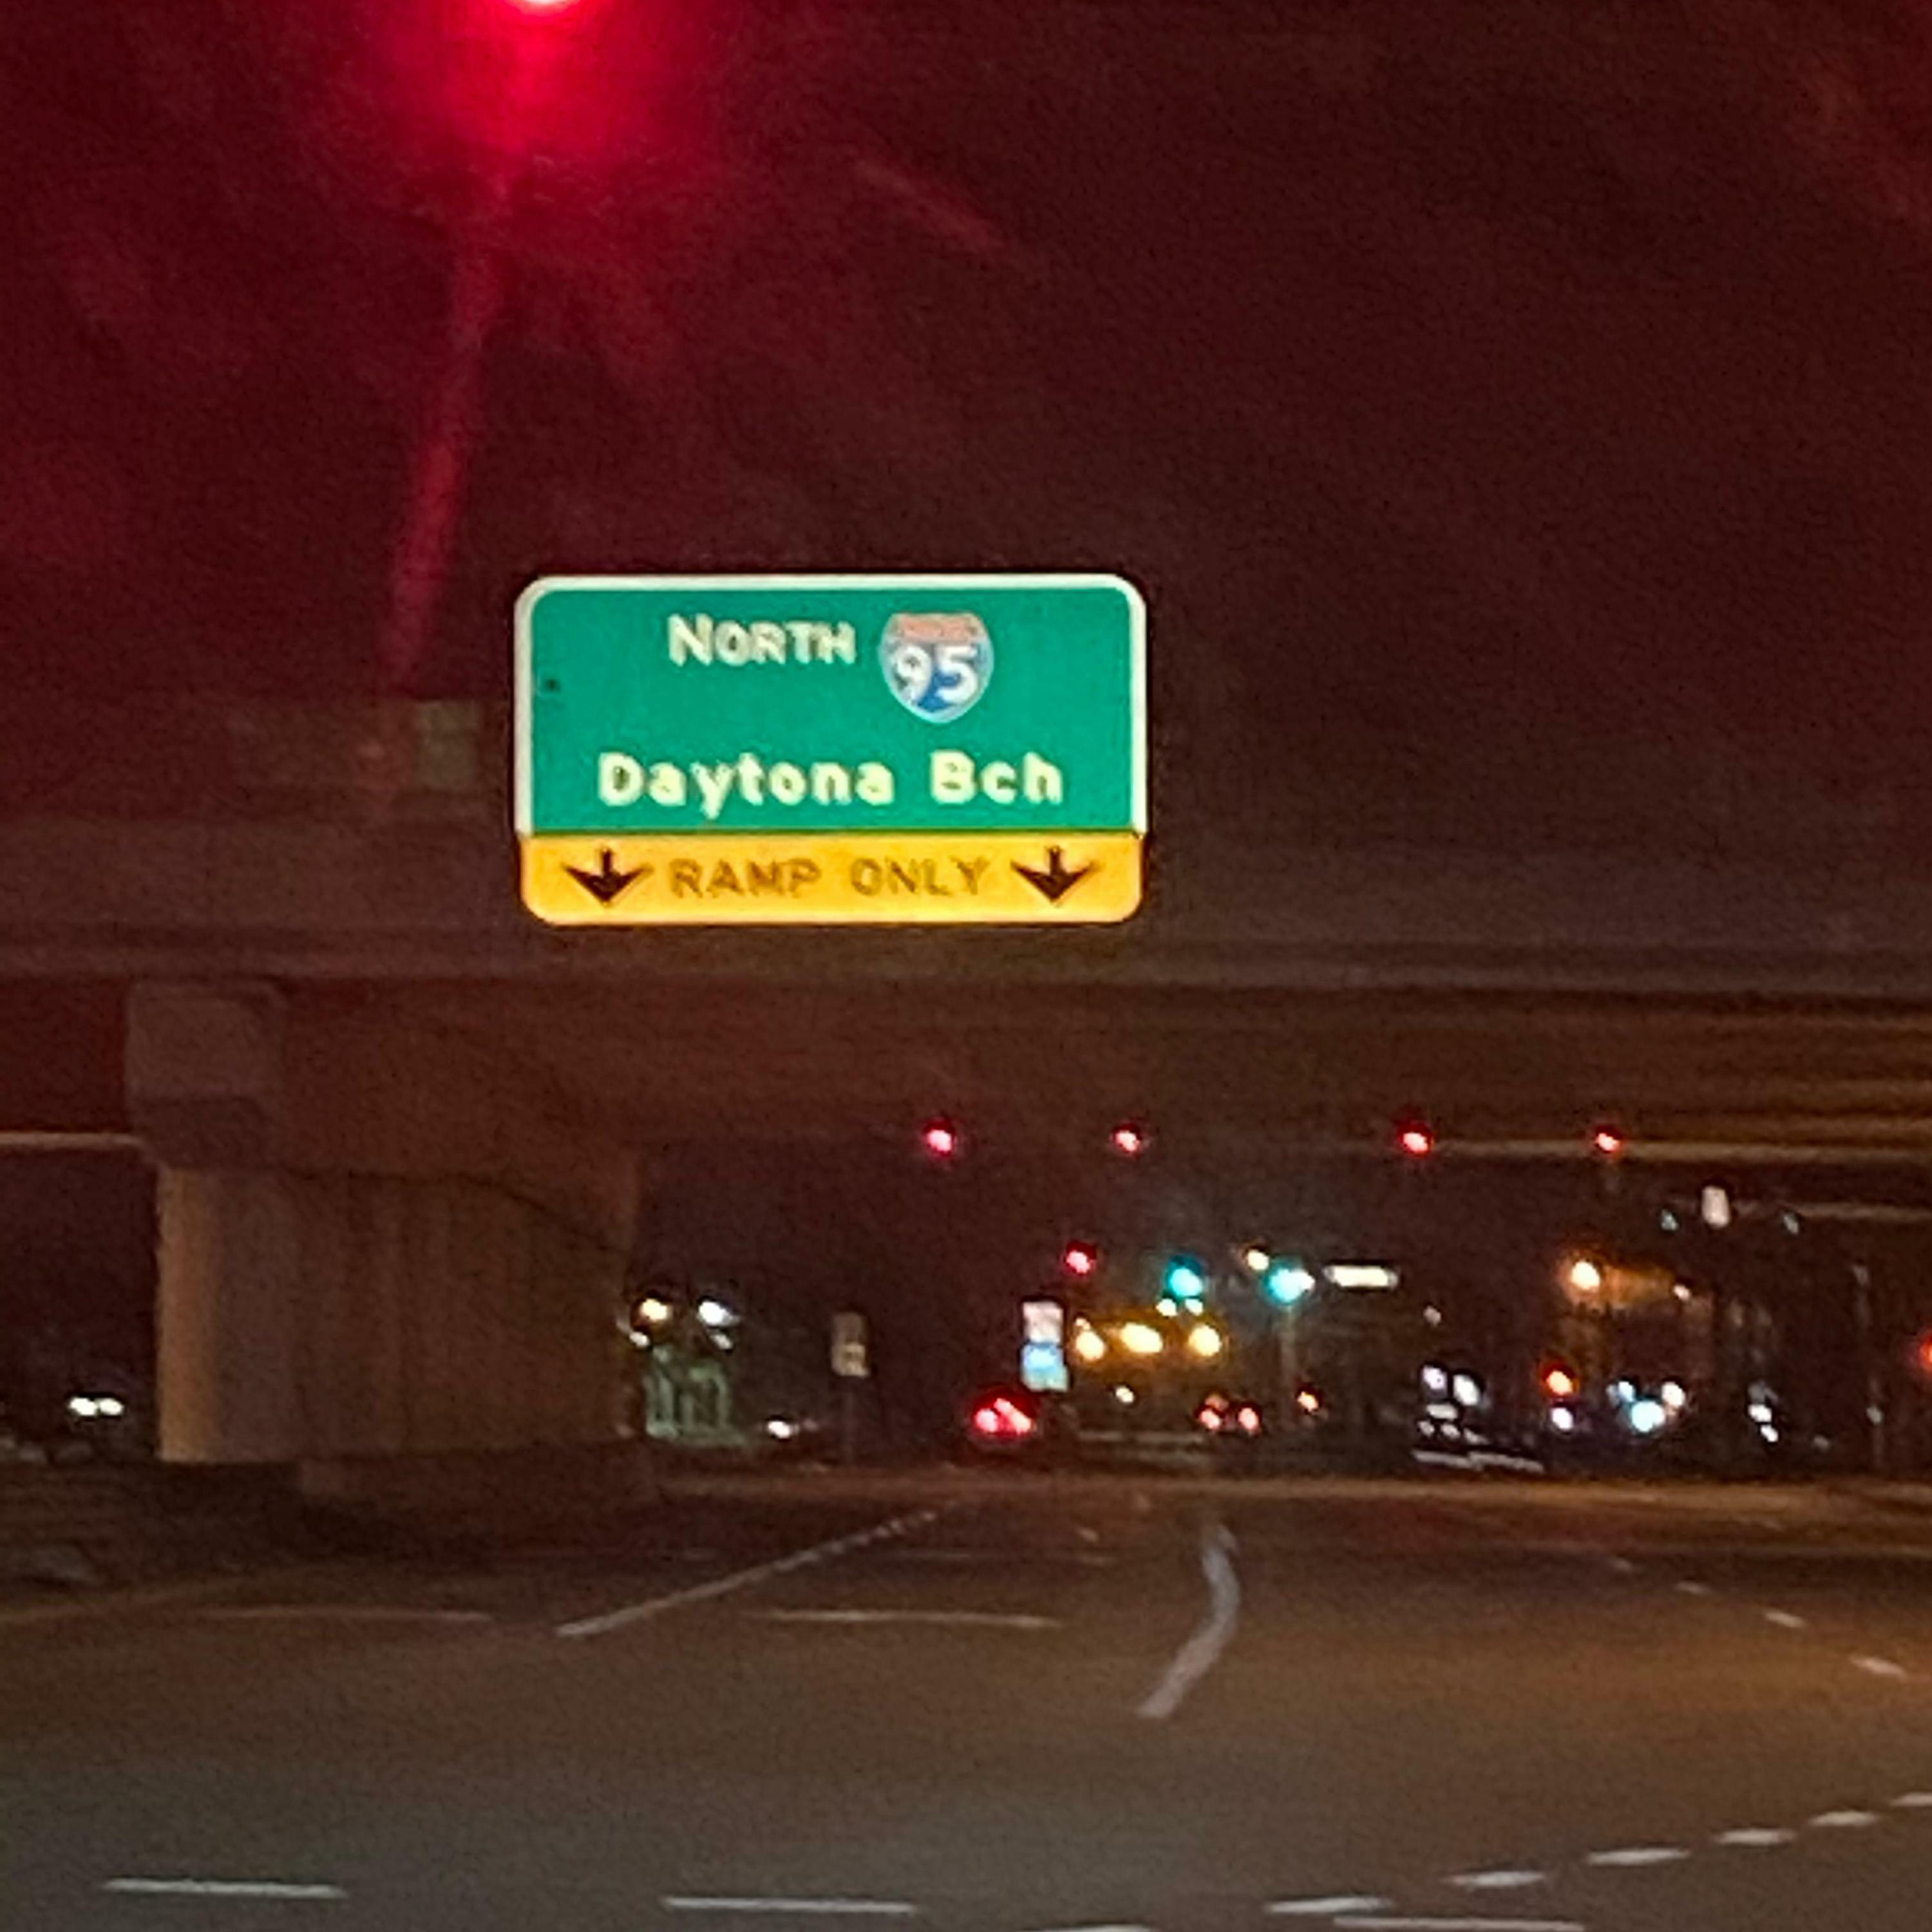 NORTH 95
Daytona Bch
RAMP ONLY